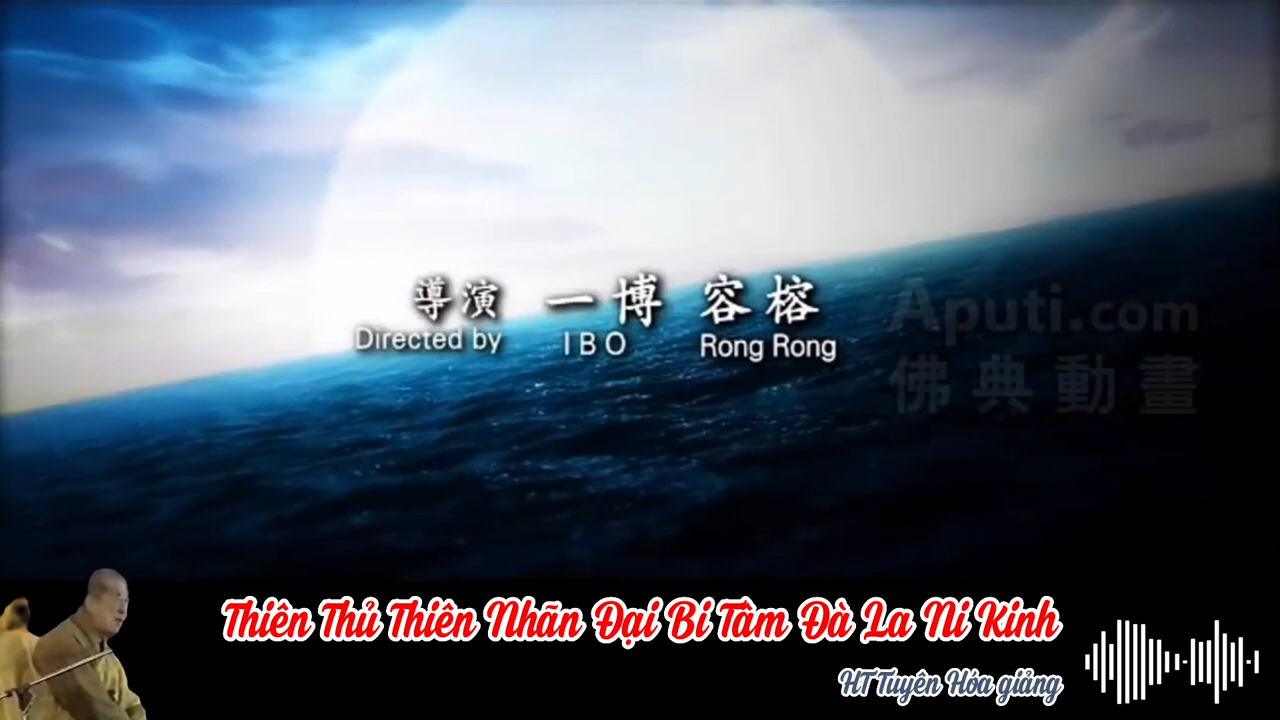 導演 一博 容榕
Directed by IBO Rong Rong
Aputi.com
佛典動畫
Thiên Thủ Thiên Nhãn Đại Bi Tâm Đà La Ni Kinh
HT Tuyên Hóa giảng